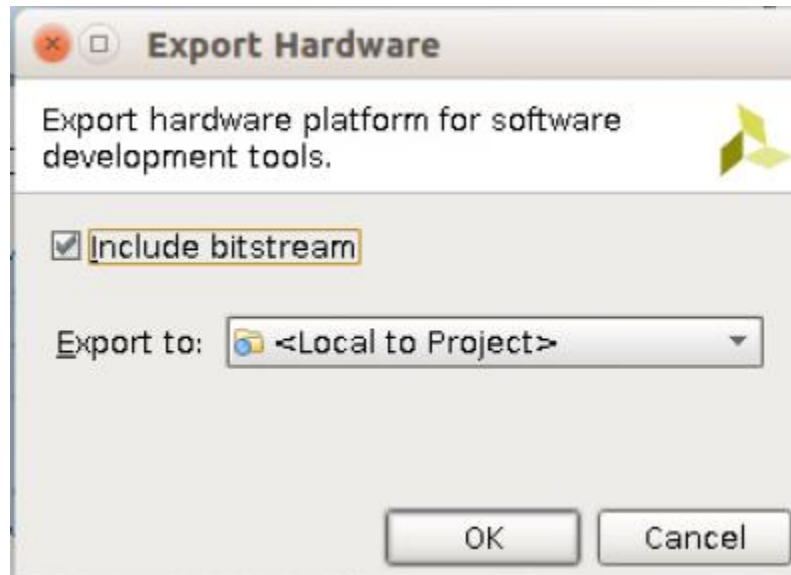 Export Hardware
Export hardware platform for software
development tools.
Include bitstream
Export to: <Local to Project>
OK Cancel